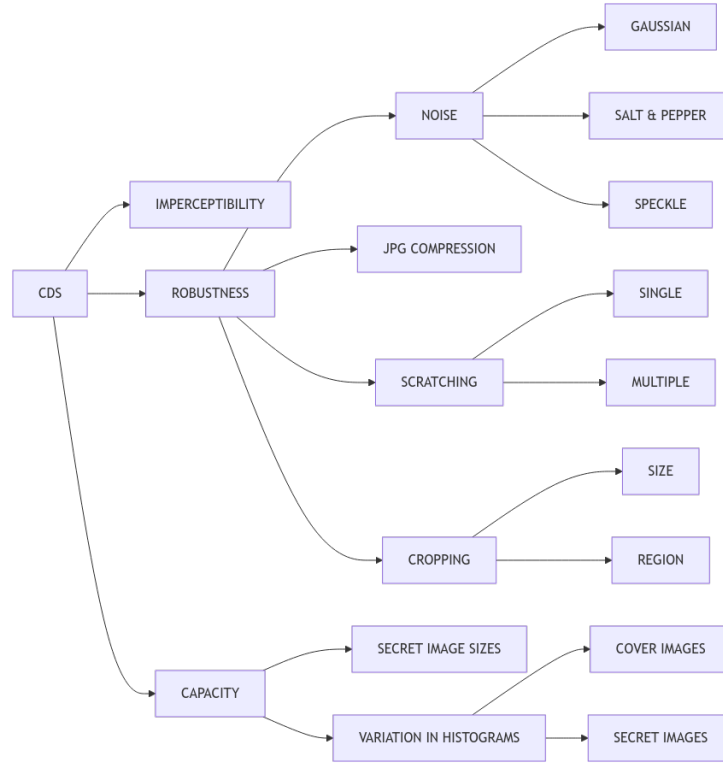 GAUSSIAN
NOISE
SALT & PEPPER
IMPERCEPTIBILITY
SPECKLE
JPG COMPRESSION
CDS
ROBUSTNESS
SINGLE
SCRATCHING
MULTIPLE
SIZE
CROPPING
REGION
SECRET IMAGE SIZES
COVER IMAGES
CAPACITY
VARIATION IN HISTOGRAMS
SECRET IMAGES